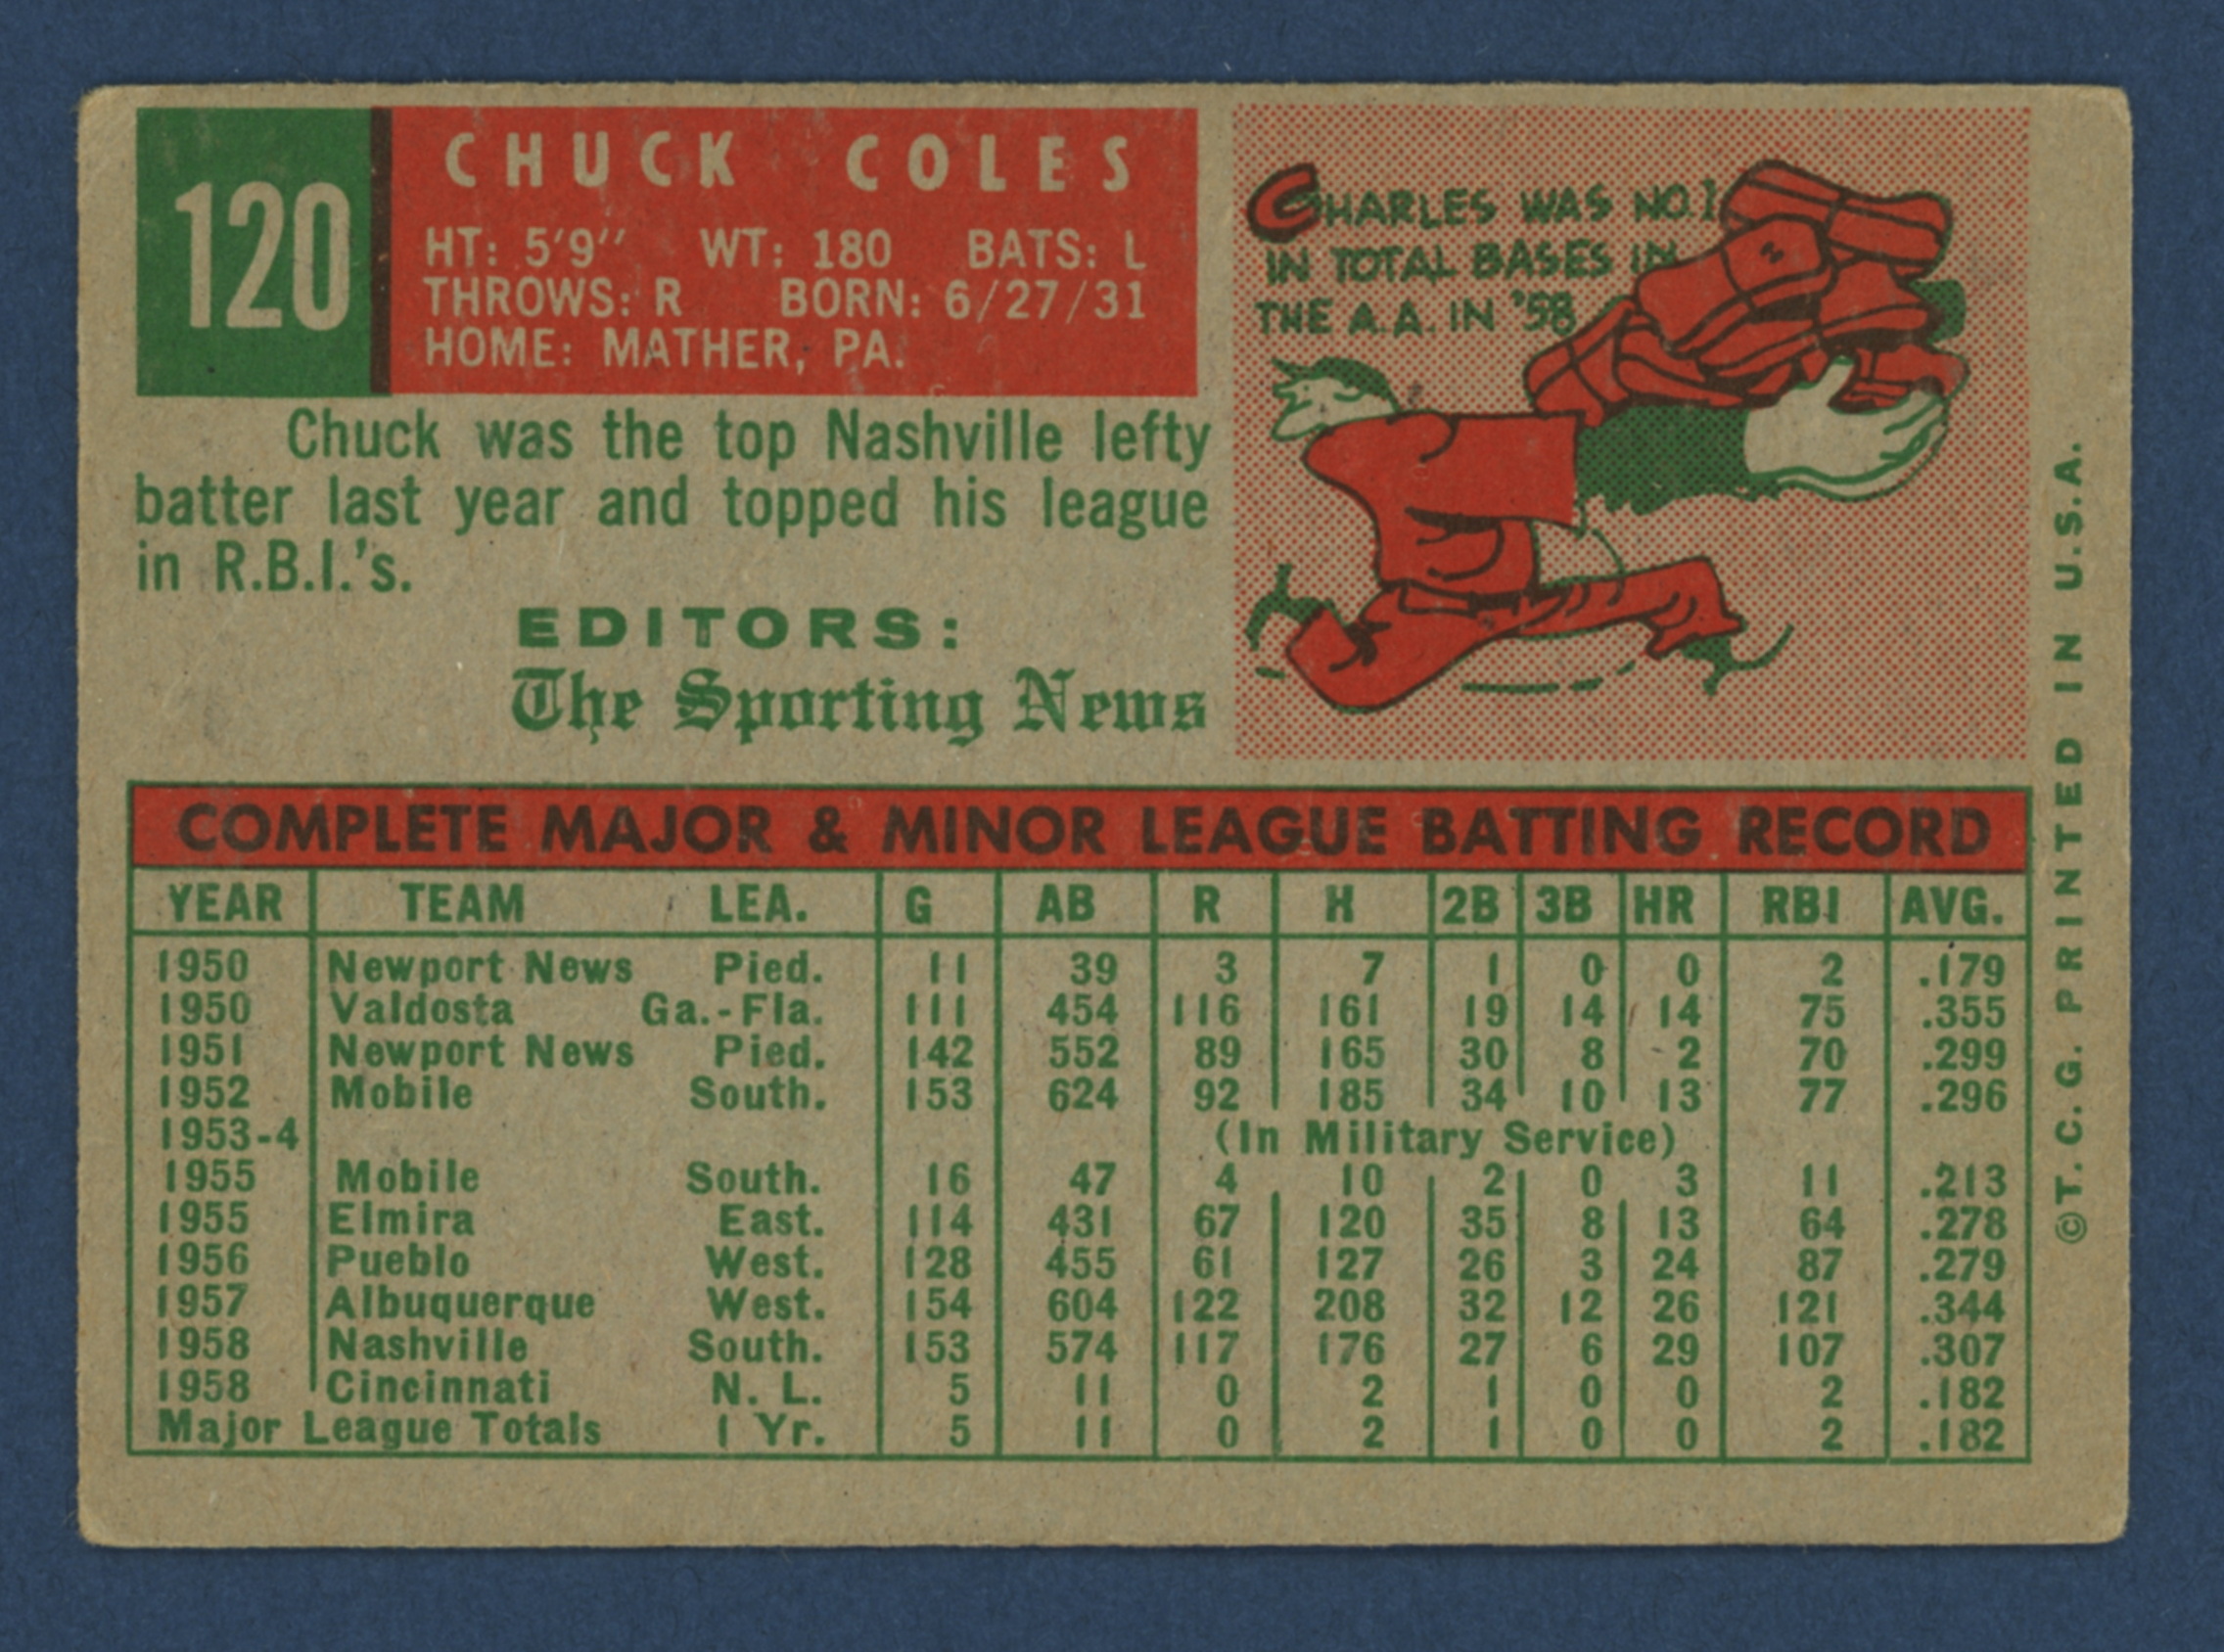 120
CHUCK COLES
HT: 5'9" WT: 180 BATS: L
THROWS: R BORN: 6/27/31
HOME: MATHER, PA.
Chuck was the top Nashville lefty
batter last year and topped his league
in R.B.I.'s.
EDITORS:
The Sporting News
CHARLES WAS NO. 1
IN TOTAL BASES IN
THE A.A. IN '58
COMPLETE MAJOR & MINOR LEAGUE BATTING RECORD
YEAR TEAM LEA. G AB R H 2B 3B HR RBI AVG.
1950 Newport News Pied. 11 39 3 7 1 0 0 2 .179
1950 Valdosta Ga.-Fla. 111 454 116 161 19 14 14 75 .355
1951 Newport News Pied. 142 552 89 165 30 8 2 70 .299
1952 Mobile South. 153 624 92 185 34 10 13 77 .296
1953-4 (In Military Service)
1955 Mobile South. 16 47 4 10 2 0 3 11 .213
1955 Elmira East. 114 431 67 120 35 8 13 64 .278
1956 Pueblo West. 128 455 61 127 26 3 24 87 .279
1957 Albuquerque West. 154 604 122 208 32 12 26 121 .344
1958 Nashville South. 153 574 117 176 27 6 29 107 .307
1958 Cincinnati N. L. 5 11 0 2 1 0 0 2 .182
Major League Totals 1 Yr. 5 11 0 2 1 0 0 2 .182
©T. C. G. PRINTED IN U.S.A.